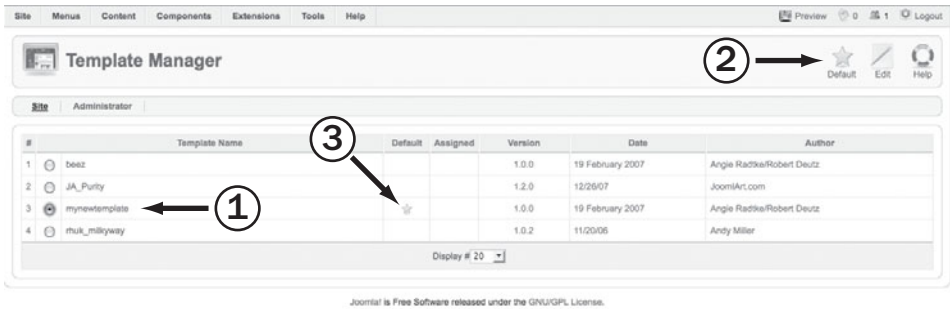 Site Menus Content Components Extensions Tools Help Preview 0 1 Logout
Template Manager
2
Default Edit Help
Site Administrator
# Template Name Default Assigned Version Date Author
3
1 beez 1.0.0 19 February 2007 Angie Radtke/Robert Deutz
2 JA_Purity 1.2.0 12/26/07 JoomlArt.com
3 mynewtemplate 1.0.0 19 February 2007 Angie Radtke/Robert Deutz
1
4 rhuk_milkyway 1.0.2 11/20/06 Andy Miller
Display # 20
Joomla! is Free Software released under the GNU/GPL License.